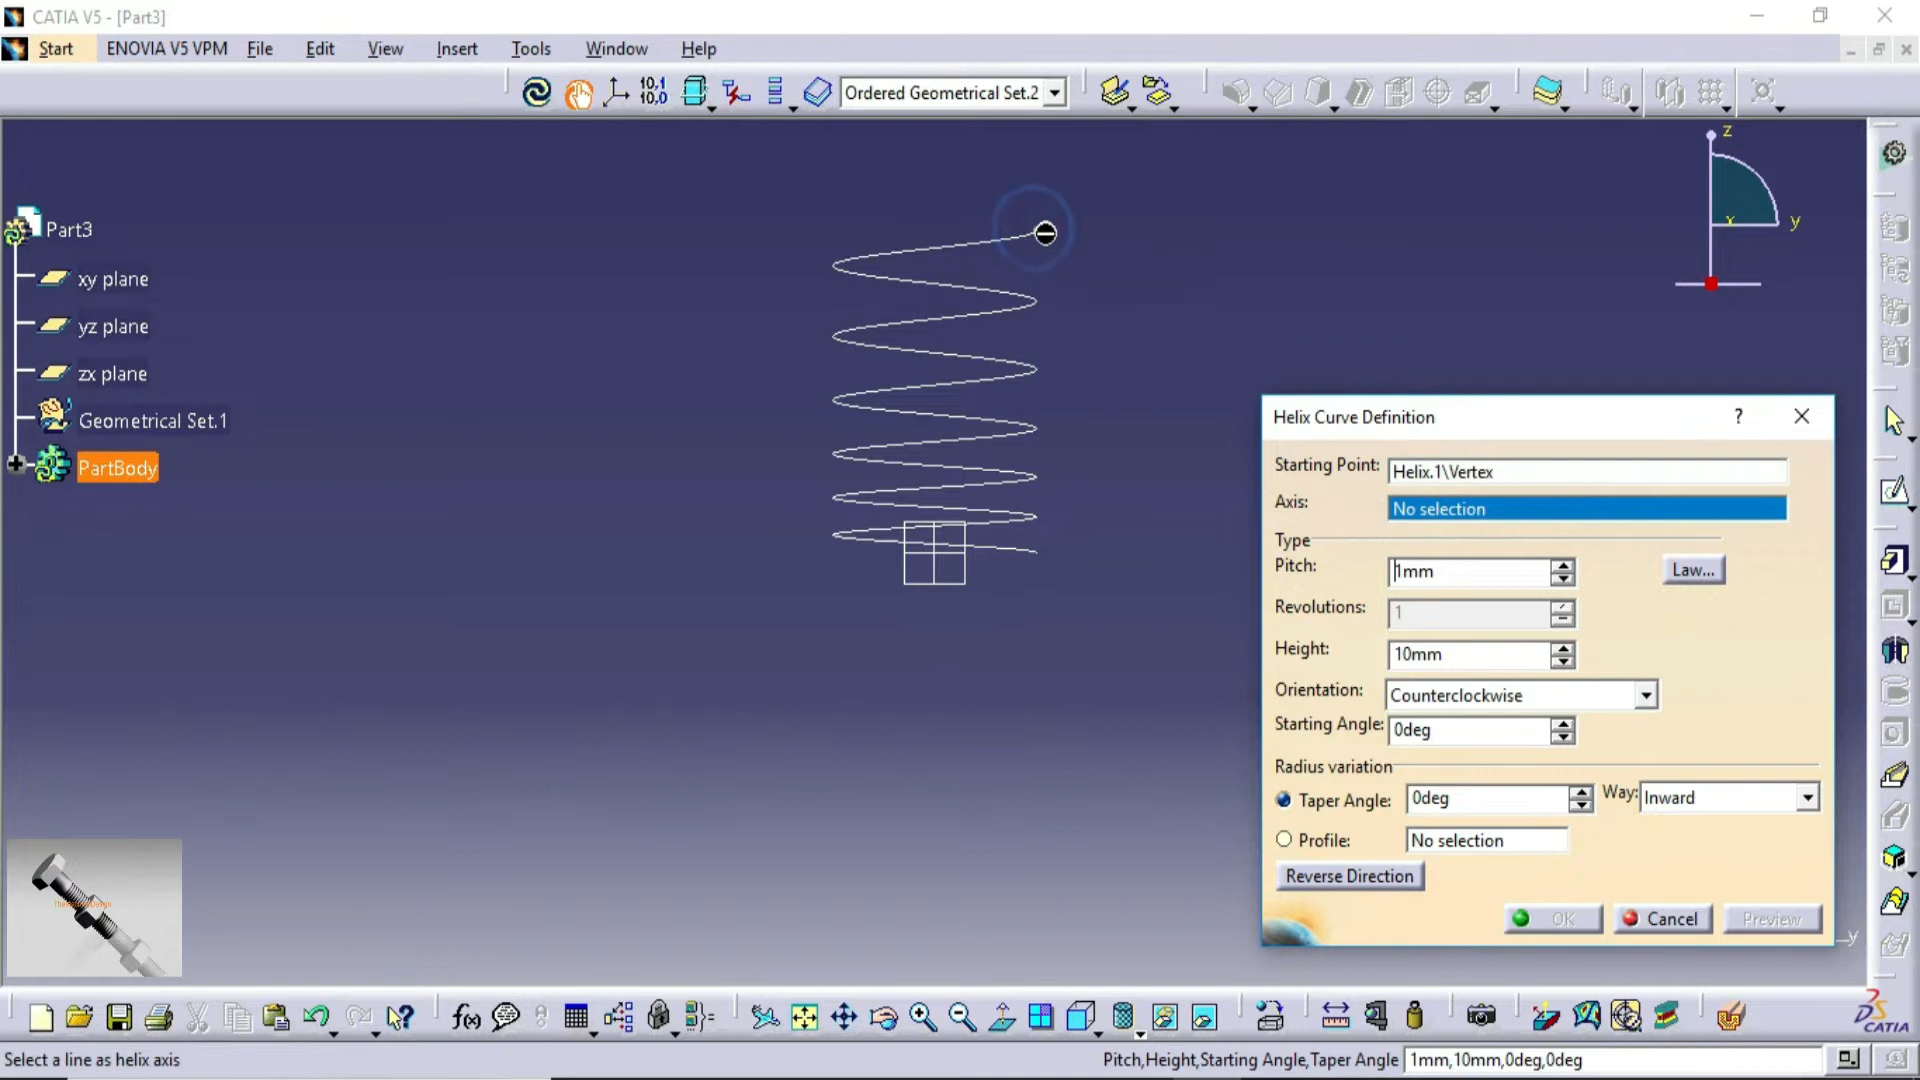 CATIA V5 - [Part3]
Start ENOVIA V5 VPM File Edit View Insert Tools Window Help
10,1
10,0
Ordered Geometrical Set.2
z
x y
Part3
xy plane
yz plane
zx plane
Geometrical Set.1
PartBody
Helix Curve Definition ?
Starting Point: Helix.1\Vertex
Axis: No selection
Type
Pitch: 1mm Law...
Revolutions: 1
Height: 10mm
Orientation: Counterclockwise
Starting Angle: 0deg
Radius variation
Taper Angle: 0deg Way: Inward
Profile: No selection
Reverse Direction
OK Cancel Preview
y
f(x)
CATIA
Select a line as helix axis
Pitch,Height,Starting Angle,Taper Angle 1mm,10mm,0deg,0deg